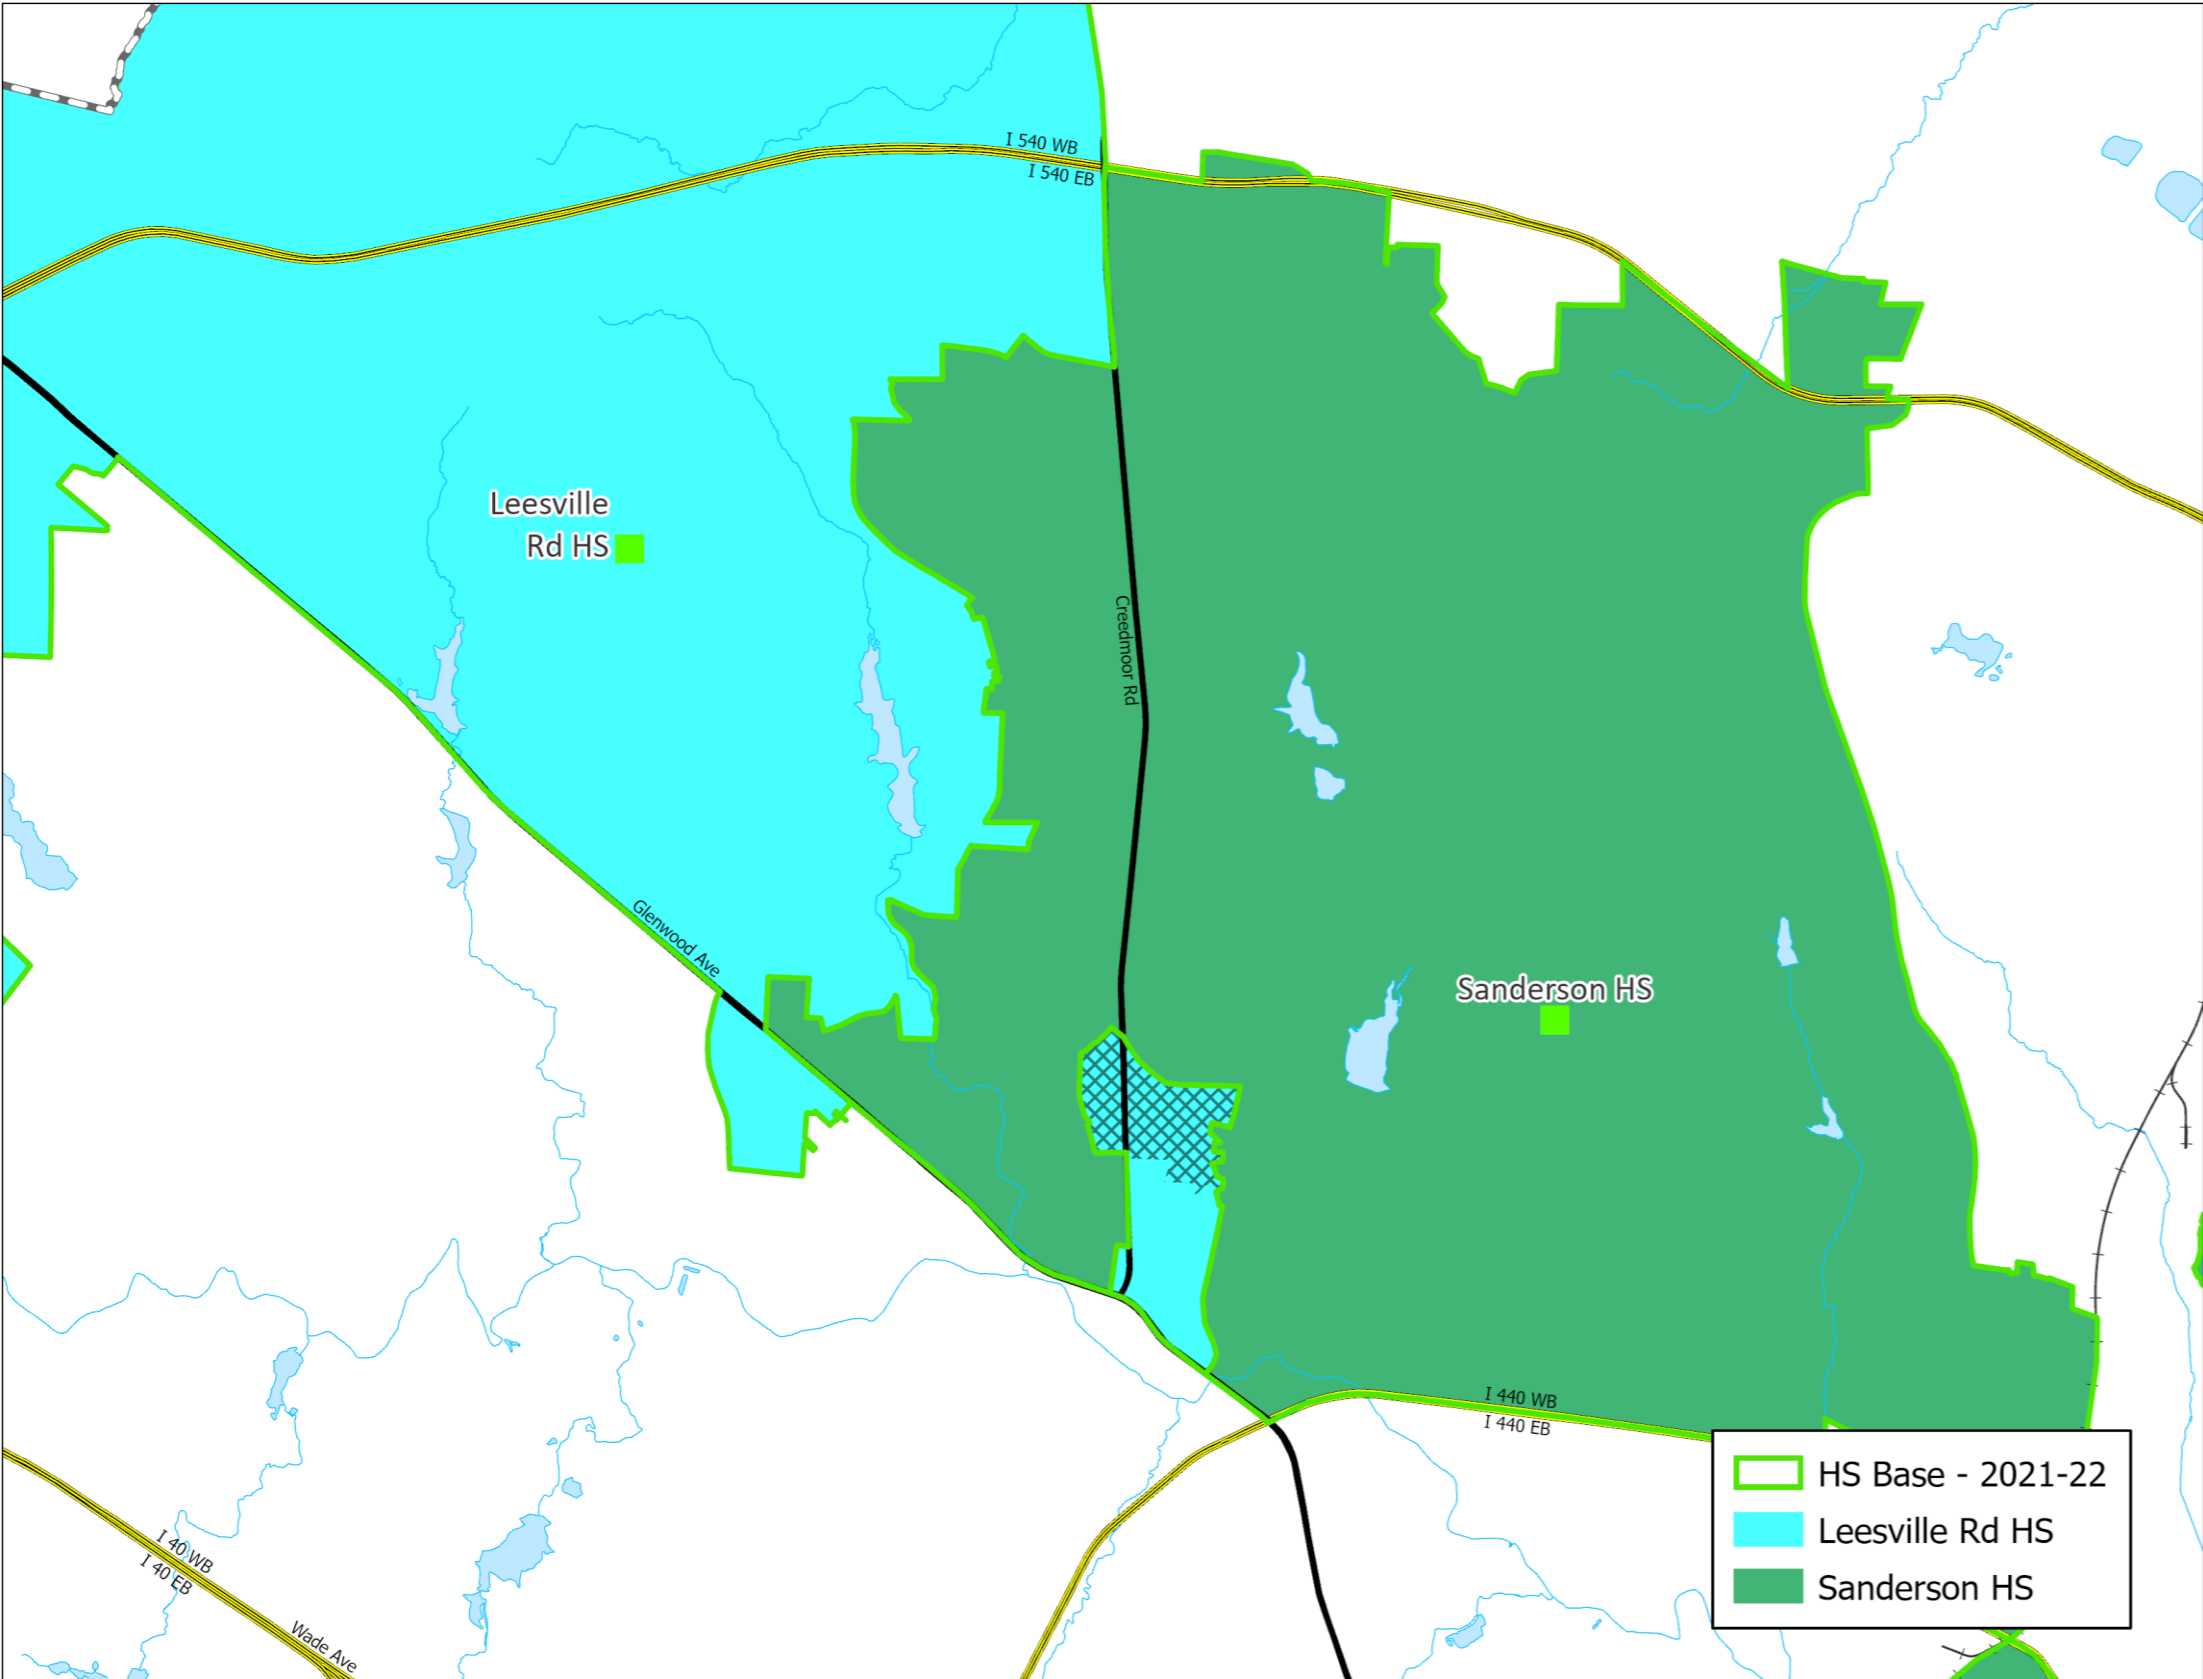 I 540 WB
I 540 EB
Leesville
Rd HS
Creedmoor Rd
Glenwood Ave
Sanderson HS
I 440 WB
I 440 EB
I 40 WB
I 40 EB
Wade Ave
HS Base - 2021-22
Leesville Rd HS
Sanderson HS